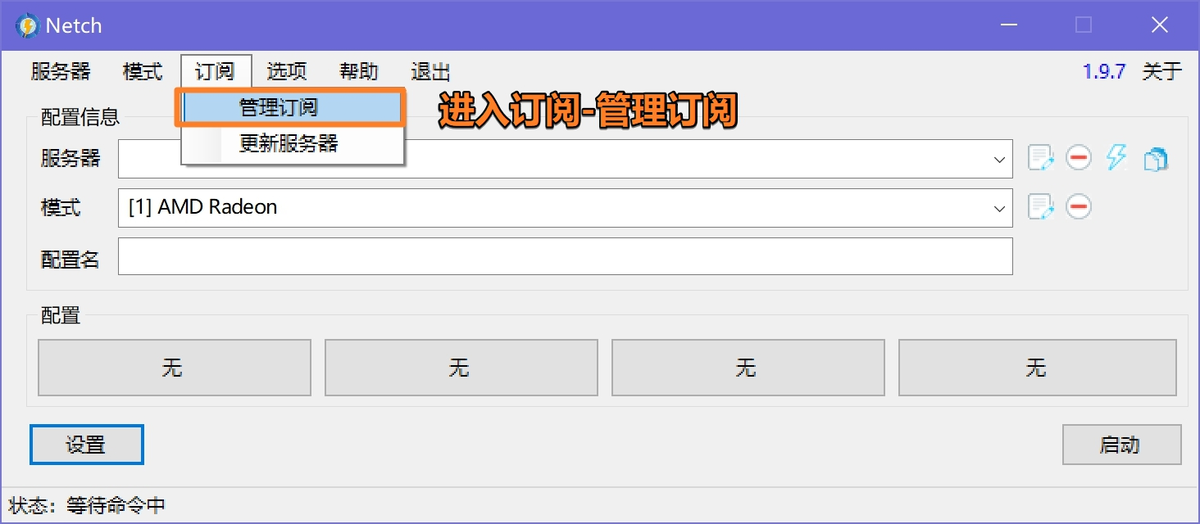 Netch
服务器 模式 订阅 选项 帮助 退出 1.9.7 关于
管理订阅
进入订阅-管理订阅
更新服务器
配置信息
服务器
模式 [1] AMD Radeon
配置名
配置
无 无 无 无
设置 启动
状态：等待命令中